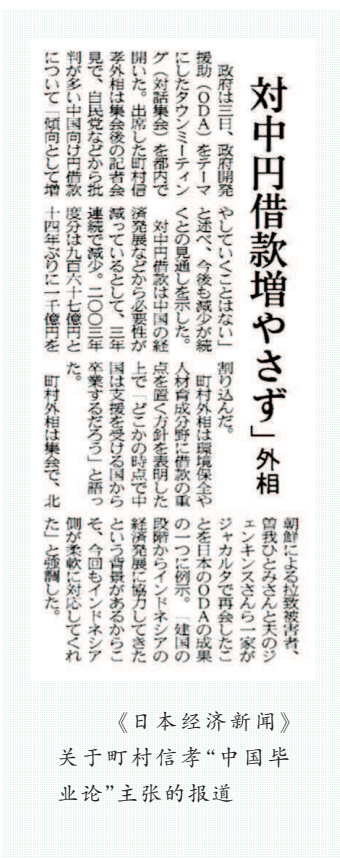 対中円借款増やさず」外相
政府は三日、政府開発
援助（ＯＤＡ）をテーマ
にしたタウンミーティン
グ（対話集会）を都内で
開いた。出席した町村信
孝外相は集会後の記者会
見で、自民党などから批
判が多い中国向け円借款
について「傾向として増
やしていくことはない」
と述べ、今後も減少が続
くとの見通しを示した。
対中円借款は中国の経
済発展などから必要性が
減っているとして、三年
連続で減少。二〇〇三年
度分は九百六十七億円と
十四年ぶりに一千億円を
割り込んだ。
町村外相は環境保全や
人材育成分野に借款の重
点を置く方針を表明した
上で「どこかの時点で中
国は支援を受ける国から
卒業するだろう」と語っ
た。
町村外相は集会で、北
朝鮮による拉致被害者、
曽我ひとみさんと夫のジ
ェンキンスさんら一家が
ジャカルタで再会したこ
とを日本のＯＤＡの成果
の一つに例示。「建国の
段階からインドネシアの
経済発展に協力してきた
という背景があるからこ
そ、今回もインドネシア
側が柔軟に対応してくれ
た」と強調した。
《日本经济新闻》
关于町村信孝“中国毕
业论”主张的报道